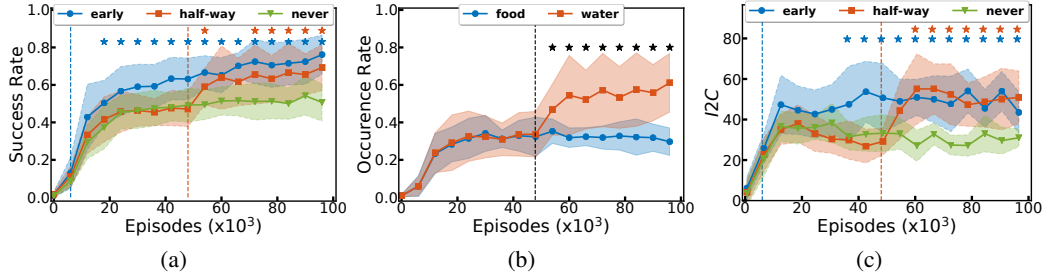 early half-way never
Success Rate
1.0
0.8
0.6
0.4
0.2
0.0
0 20 40 60 80 100
Episodes (x10³)
(a)
food water
Occurence Rate
1.0
0.8
0.6
0.4
0.2
0.0
0 20 40 60 80 100
Episodes (x10³)
(b)
early half-way never
I2C
80
60
40
20
0
0 20 40 60 80 100
Episodes (x10³)
(c)